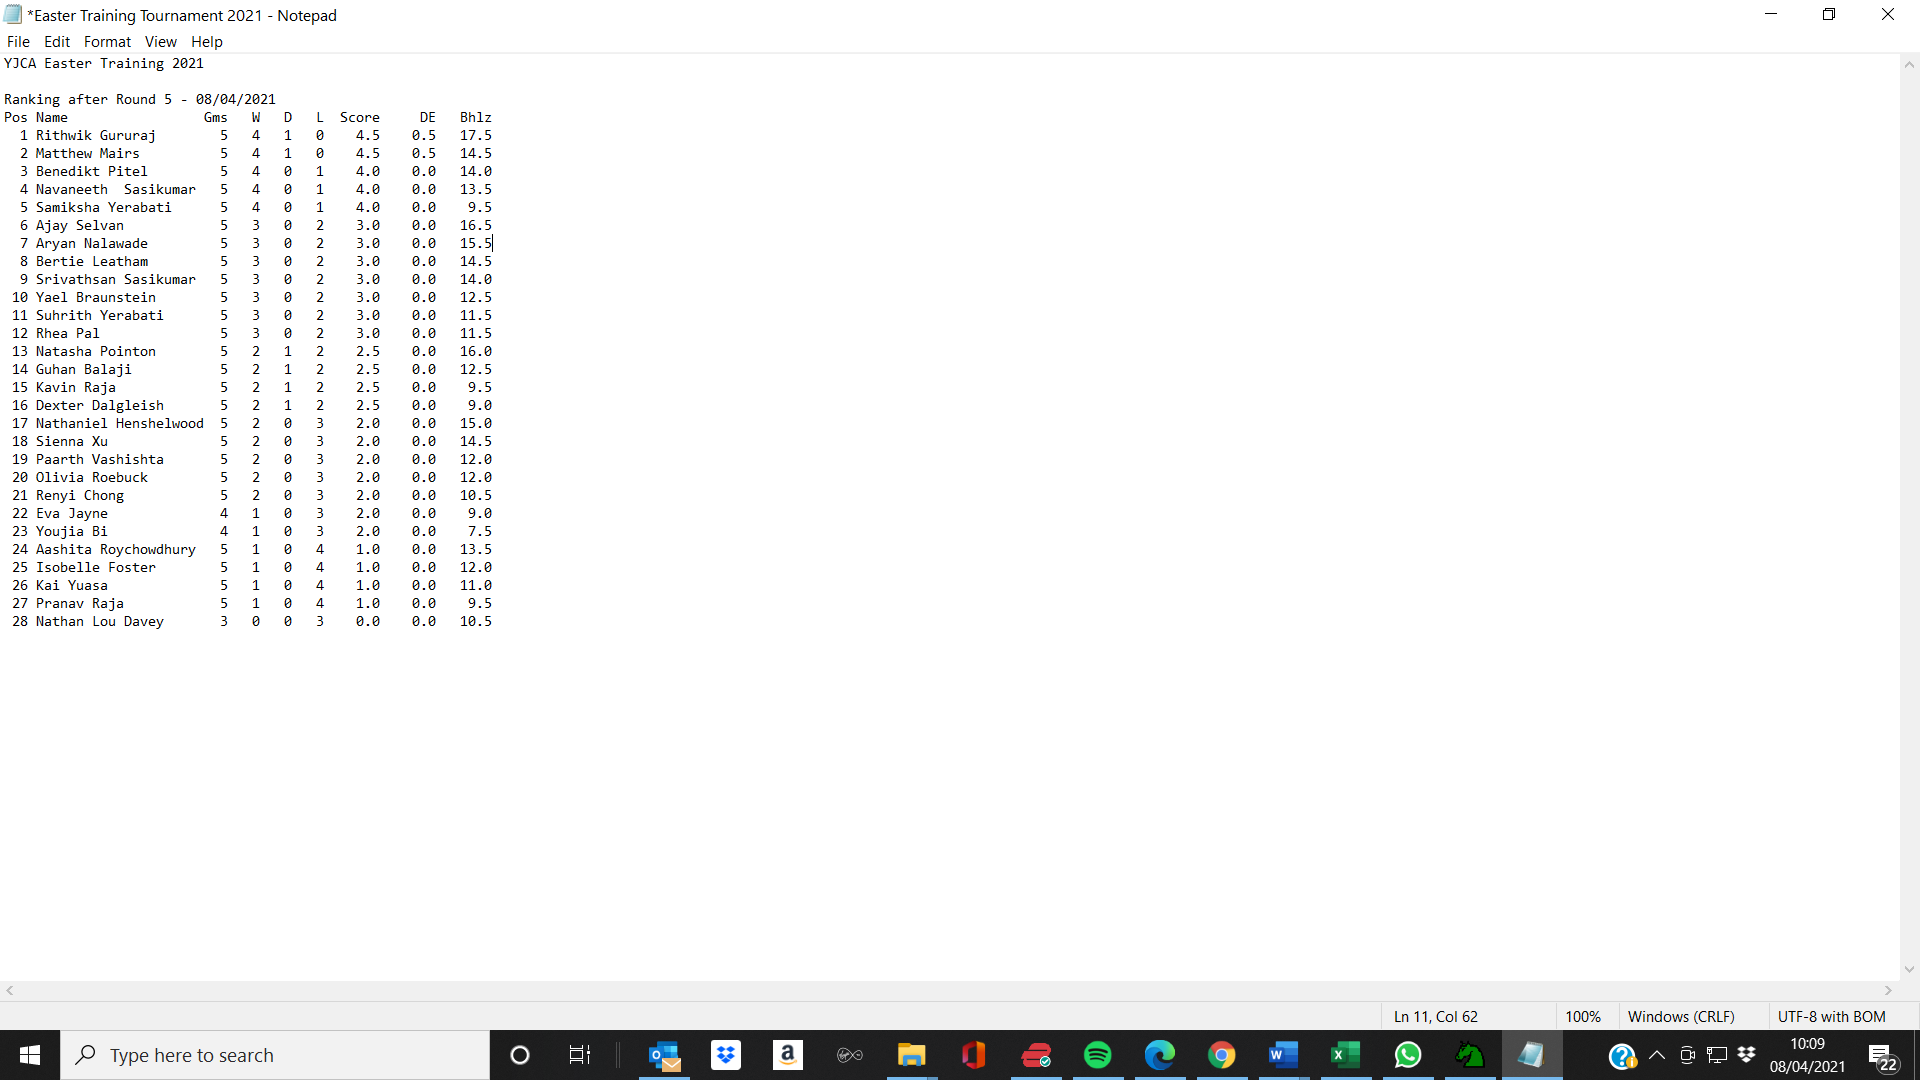 *Easter Training Tournament 2021 - Notepad
File Edit Format View Help
YJCA Easter Training 2021
Ranking after Round 5 - 08/04/2021
Pos Name Gms W D L Score DE Bhlz
1 Rithwik Gururaj 5 4 1 0 4.5 0.5 17.5
2 Matthew Mairs 5 4 1 0 4.5 0.5 14.5
3 Benedikt Pitel 5 4 0 1 4.0 0.0 14.0
4 Navaneeth  Sasikumar 5 4 0 1 4.0 0.0 13.5
5 Samiksha Yerabati 5 4 0 1 4.0 0.0 9.5
6 Ajay Selvan 5 3 0 2 3.0 0.0 16.5
7 Aryan Nalawade 5 3 0 2 3.0 0.0 15.5
8 Bertie Leatham 5 3 0 2 3.0 0.0 14.5
9 Srivathsan Sasikumar 5 3 0 2 3.0 0.0 14.0
10 Yael Braunstein 5 3 0 2 3.0 0.0 12.5
11 Suhrith Yerabati 5 3 0 2 3.0 0.0 11.5
12 Rhea Pal 5 3 0 2 3.0 0.0 11.5
13 Natasha Pointon 5 2 1 2 2.5 0.0 16.0
14 Guhan Balaji 5 2 1 2 2.5 0.0 12.5
15 Kavin Raja 5 2 1 2 2.5 0.0 9.5
16 Dexter Dalgleish 5 2 1 2 2.5 0.0 9.0
17 Nathaniel Henshelwood 5 2 0 3 2.0 0.0 15.0
18 Sienna Xu 5 2 0 3 2.0 0.0 14.5
19 Paarth Vashishta 5 2 0 3 2.0 0.0 12.0
20 Olivia Roebuck 5 2 0 3 2.0 0.0 12.0
21 Renyi Chong 5 2 0 3 2.0 0.0 10.5
22 Eva Jayne 4 1 0 3 2.0 0.0 9.0
23 Youjia Bi 4 1 0 3 2.0 0.0 7.5
24 Aashita Roychowdhury 5 1 0 4 1.0 0.0 13.5
25 Isobelle Foster 5 1 0 4 1.0 0.0 12.0
26 Kai Yuasa 5 1 0 4 1.0 0.0 11.0
27 Pranav Raja 5 1 0 4 1.0 0.0 9.5
28 Nathan Lou Davey 3 0 0 3 0.0 0.0 10.5
Ln 11, Col 62 100% Windows (CRLF) UTF-8 with BOM
Type here to search
10:09
08/04/2021
22